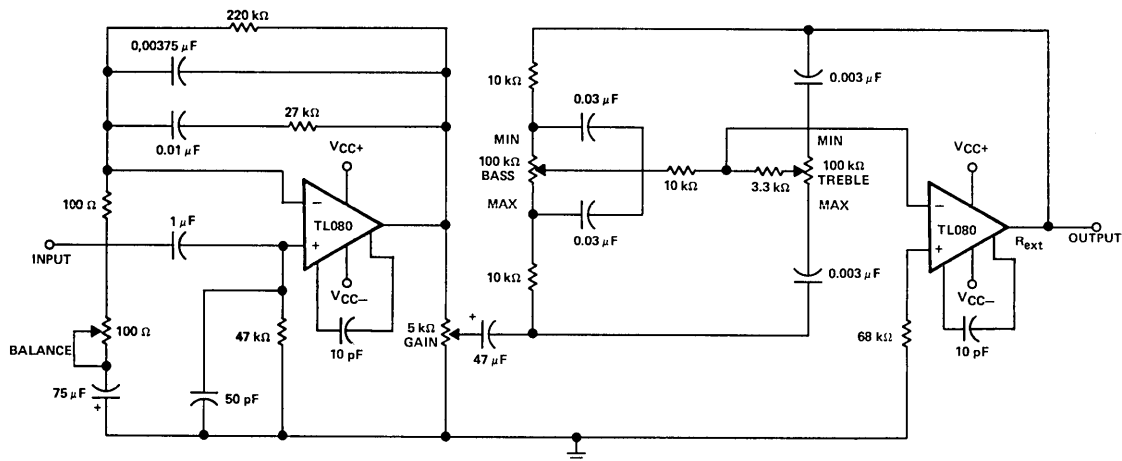 220 kΩ
0,00375 μF
27 kΩ
0.01 μF
100 Ω
1 μF
INPUT
VCC+
−
TL080
+
VCC−
10 pF
47 kΩ
50 pF
100 Ω
BALANCE
75 μF
+
5 kΩ
GAIN
+
47 μF
10 kΩ
0.03 μF
MIN
100 kΩ
BASS
MAX
0.03 μF
10 kΩ
10 kΩ
3.3 kΩ
0.003 μF
MIN
100 kΩ
TREBLE
MAX
0.003 μF
VCC+
−
TL080
+
VCC−
10 pF
68 kΩ
Rext
OUTPUT